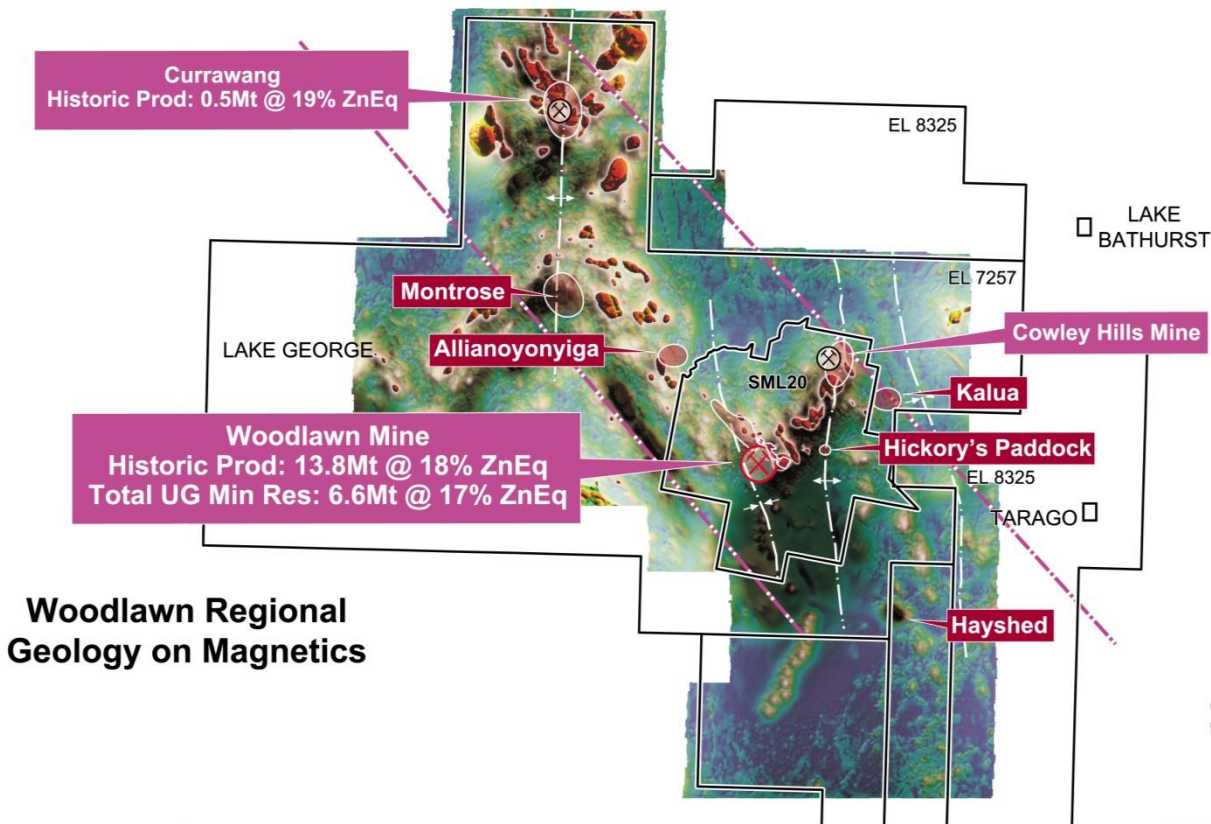 Currawang
Historic Prod: 0.5Mt @ 19% ZnEq
EL 8325
LAKE
BATHURST
EL 7257
Montrose
Cowley Hills Mine
LAKE GEORGE
Allianoyonyiga
SML20
Kalua
Woodlawn Mine
Historic Prod: 13.8Mt @ 18% ZnEq
Total UG Min Res: 6.6Mt @ 17% ZnEq
Hickory's Paddock
EL 8325
TARAGO
Woodlawn Regional
Geology on Magnetics
Hayshed